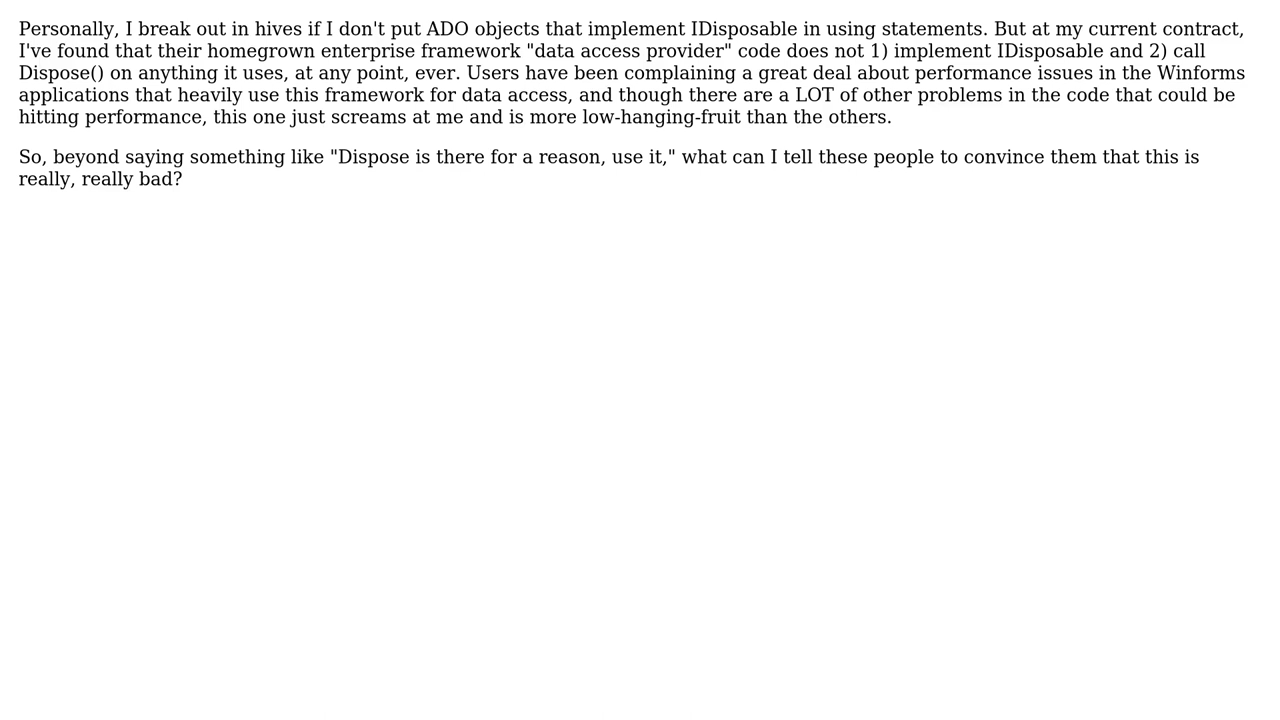 Personally, I break out in hives if I don't put ADO objects that implement IDisposable in using statements. But at my current contract,
I've found that their homegrown enterprise framework "data access provider" code does not 1) implement IDisposable and 2) call
Dispose() on anything it uses, at any point, ever. Users have been complaining a great deal about performance issues in the Winforms
applications that heavily use this framework for data access, and though there are a LOT of other problems in the code that could be
hitting performance, this one just screams at me and is more low-hanging-fruit than the others.
So, beyond saying something like "Dispose is there for a reason, use it," what can I tell these people to convince them that this is
really, really bad?